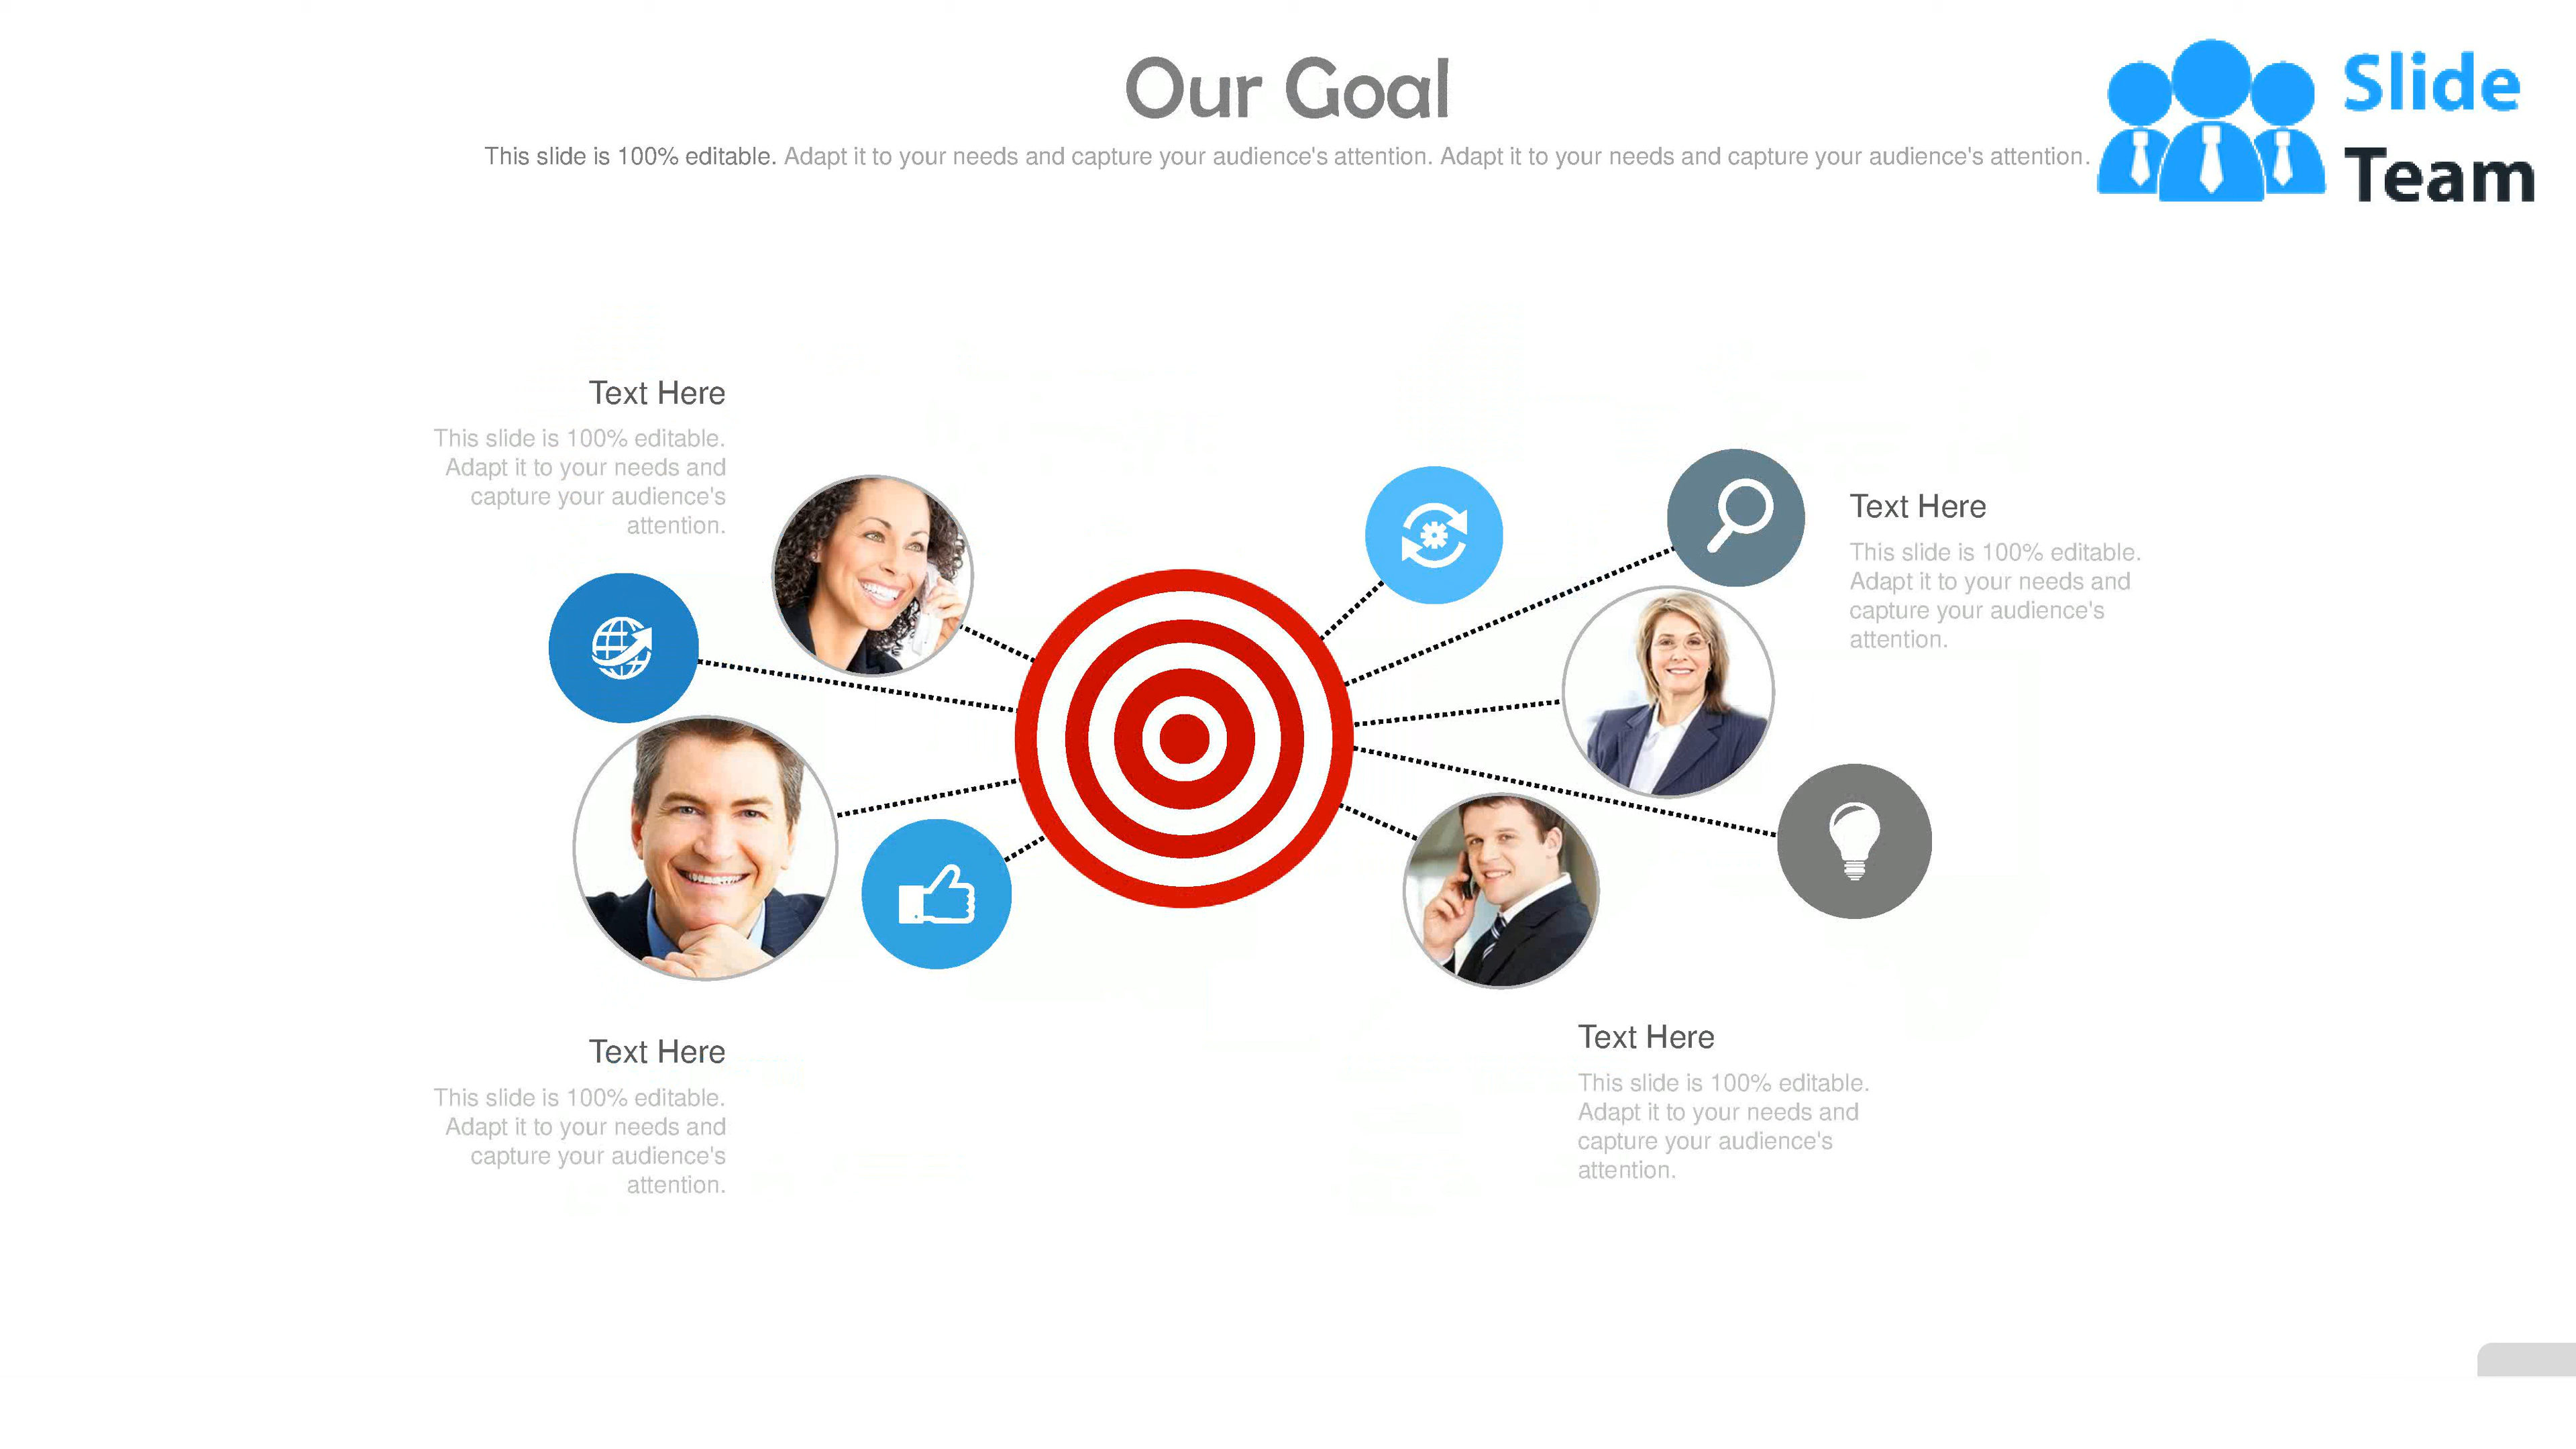 Our Goal
This slide is 100% editable. Adapt it to your needs and capture your audience's attention. Adapt it to your needs and capture your audience's attention.
Slide
Team
Text Here
This slide is 100% editable.
Adapt it to your needs and
capture your audience's
attention.
Text Here
This slide is 100% editable.
Adapt it to your needs and
capture your audience's
attention.
Text Here
This slide is 100% editable.
Adapt it to your needs and
capture your audience's
attention.
Text Here
This slide is 100% editable.
Adapt it to your needs and
capture your audience's
attention.